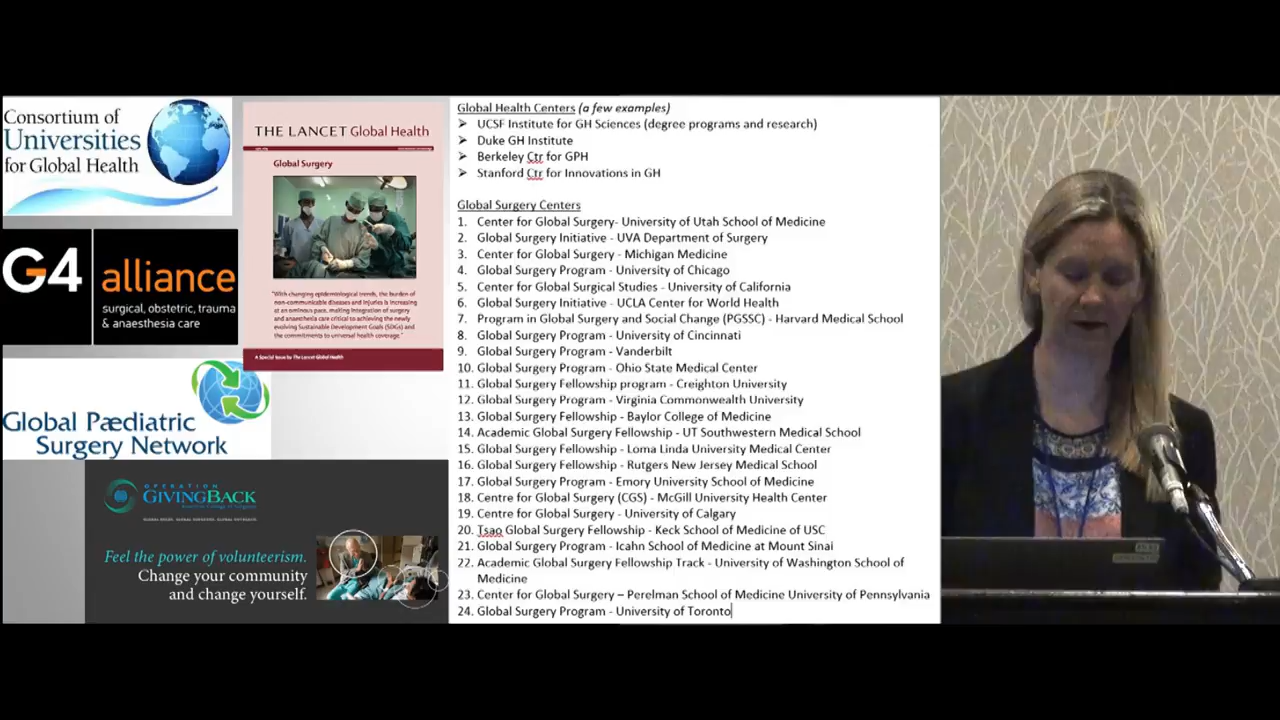 Consortium of
Universities
for Global Health
G4
alliance
surgical, obstetric, trauma
& anaesthesia care
Global Pædiatric
Surgery Network
OPERATION
GIVINGBACK
Feel the power of volunteerism.
Change your community
and change yourself.
THE LANCET Global Health
Global Surgery
"With changing epidemiological trends, the burden of
non-communicable diseases and injuries is increasing
at an ominous pace, making integration of surgery
and anaesthesia care critical to achieving the newly
evolving Sustainable Development Goals (SDGs) and
the commitments to universal health coverage."
A Special Issue by The Lancet Global Health
Global Health Centers (a few examples)
➢ UCSF Institute for GH Sciences (degree programs and research)
➢ Duke GH Institute
➢ Berkeley Ctr for GPH
➢ Stanford Ctr for Innovations in GH
Global Surgery Centers
1. Center for Global Surgery- University of Utah School of Medicine
2. Global Surgery Initiative - UVA Department of Surgery
3. Center for Global Surgery - Michigan Medicine
4. Global Surgery Program - University of Chicago
5. Center for Global Surgical Studies - University of California
6. Global Surgery Initiative - UCLA Center for World Health
7. Program in Global Surgery and Social Change (PGSSC) - Harvard Medical School
8. Global Surgery Program - University of Cincinnati
9. Global Surgery Program - Vanderbilt
10. Global Surgery Program - Ohio State Medical Center
11. Global Surgery Fellowship program - Creighton University
12. Global Surgery Program - Virginia Commonwealth University
13. Global Surgery Fellowship - Baylor College of Medicine
14. Academic Global Surgery Fellowship - UT Southwestern Medical School
15. Global Surgery Fellowship - Loma Linda University Medical Center
16. Global Surgery Fellowship - Rutgers New Jersey Medical School
17. Global Surgery Program - Emory University School of Medicine
18. Centre for Global Surgery (CGS) - McGill University Health Center
19. Centre for Global Surgery - University of Calgary
20. Tsao Global Surgery Fellowship - Keck School of Medicine of USC
21. Global Surgery Program - Icahn School of Medicine at Mount Sinai
22. Academic Global Surgery Fellowship Track - University of Washington School of
Medicine
23. Center for Global Surgery – Perelman School of Medicine University of Pennsylvania
24. Global Surgery Program - University of Toronto